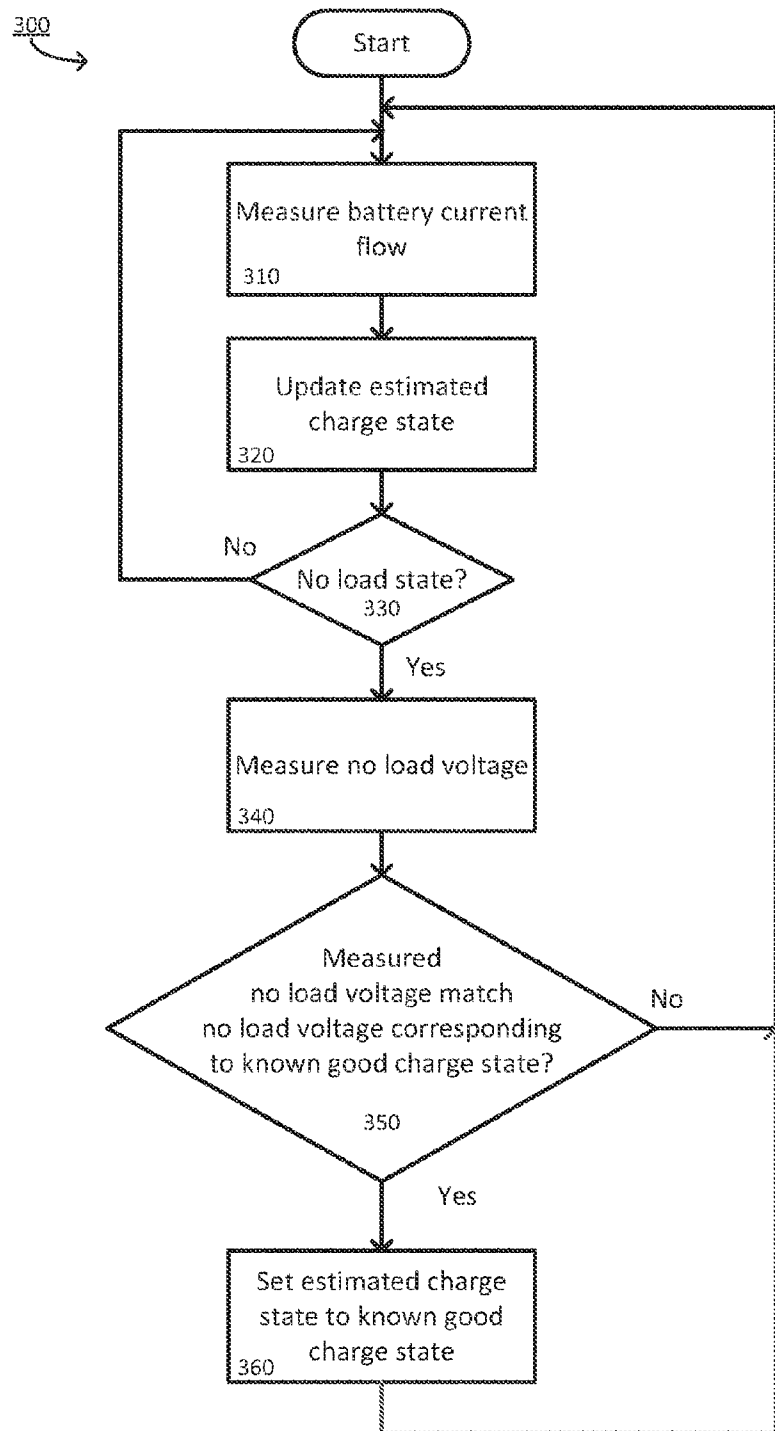 300
Start
Measure battery current
flow
310
Update estimated
charge state
320
No
No load state?
330
Yes
Measure no load voltage
340
Measured
no load voltage match
no load voltage corresponding
to known good charge state?
350
No
Yes
Set estimated charge
state to known good
charge state
360